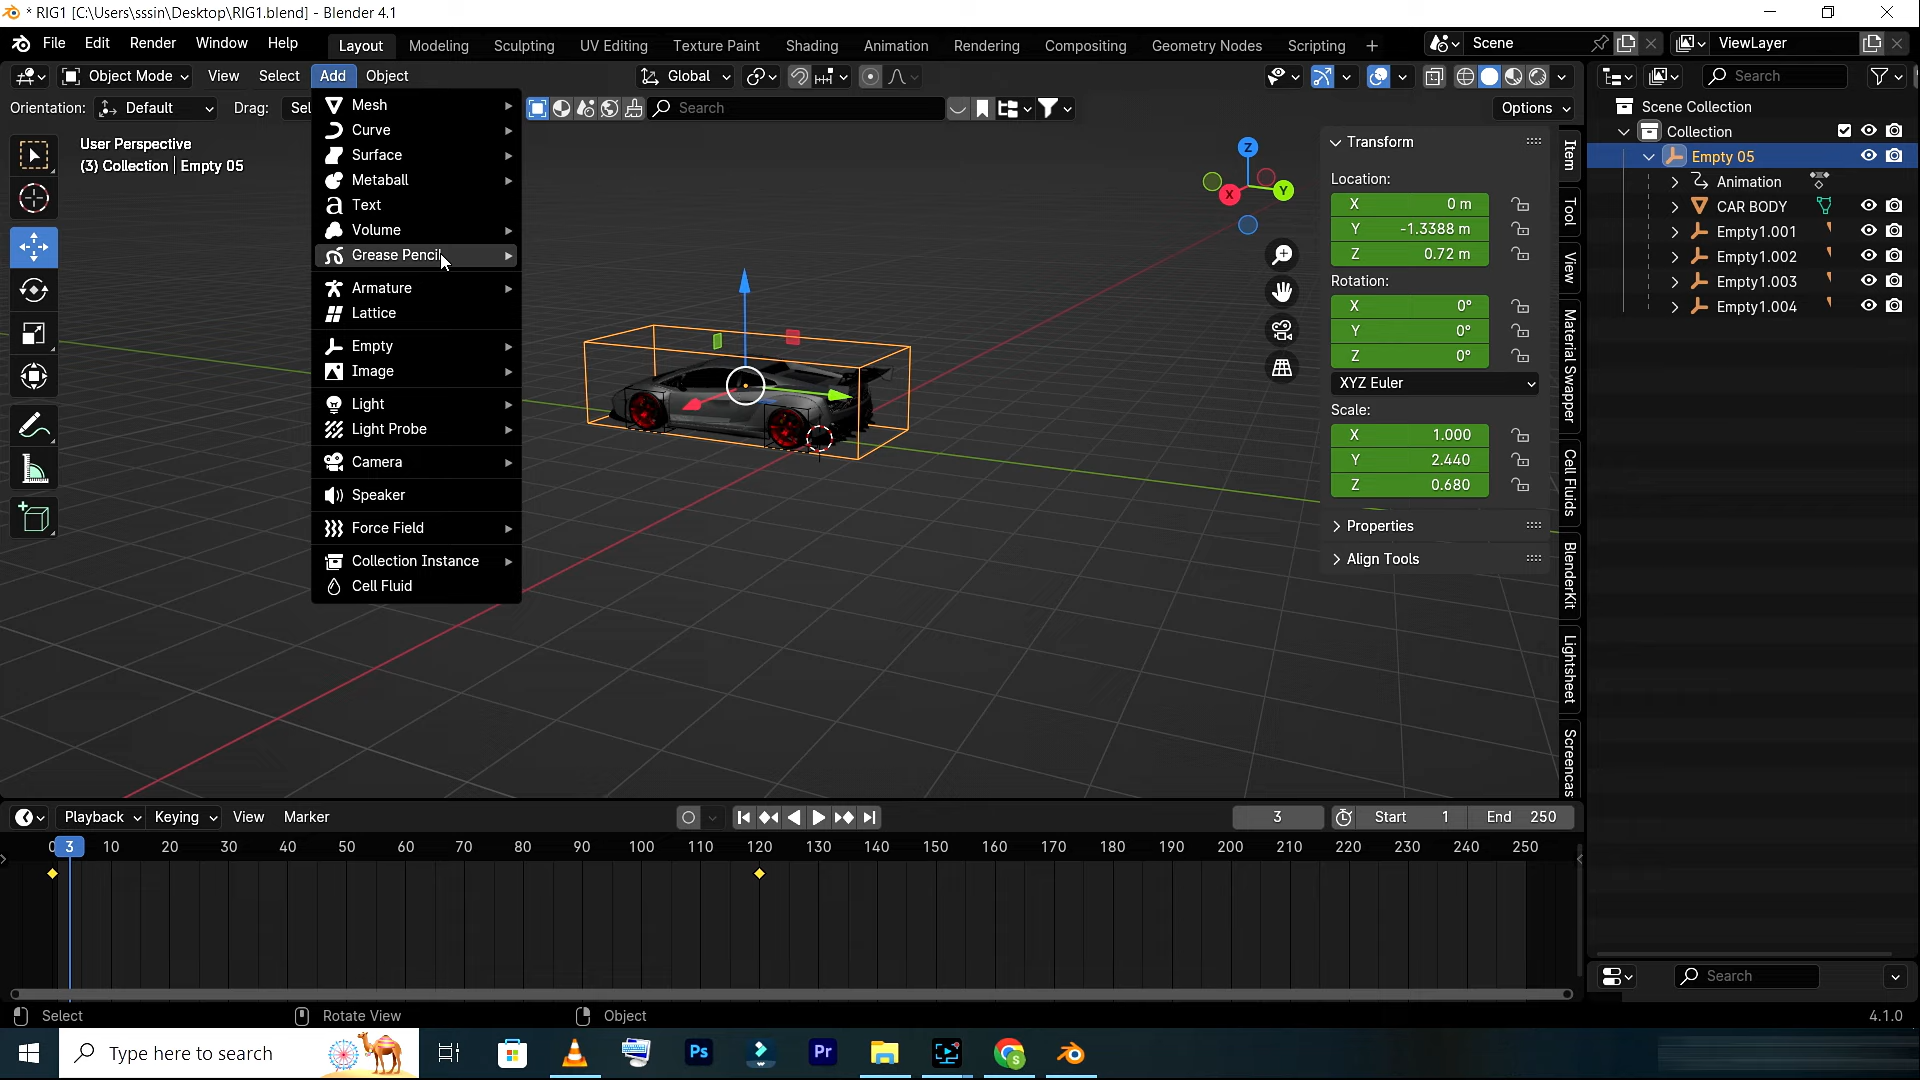 * RIG1 [C:\Users\sssin\Desktop\RIG1.blend] - Blender 4.1
File Edit Render Window Help
Layout Modeling Sculpting UV Editing Texture Paint Shading Animation Rendering Compositing Geometry Nodes Scripting
Scene
ViewLayer
Object Mode View Select Add Object
Global
Search
Orientation: Default Drag: Sel
Search
Options
User Perspective
(3) Collection | Empty 05
Mesh
Curve
Surface
Metaball
Text
Volume
Grease Pencil
Armature
Lattice
Empty
Image
Light
Light Probe
Camera
Speaker
Force Field
Collection Instance
Cell Fluid
Z
X
Y
Transform
Location:
X 0 m
Y -1.3388 m
Z 0.72 m
Rotation:
X 0°
Y 0°
Z 0°
XYZ Euler
Scale:
X 1.000
Y 2.440
Z 0.680
Properties
Align Tools
Item
Tool
View
Material Swapper
Cell Fluids
BlenderKit
Lightsheet
Screencas
Scene Collection
Collection
Empty 05
Animation
CAR BODY
Empty1.001
Empty1.002
Empty1.003
Empty1.004
Playback Keying View Marker
3
Start 1
End 250
0 3 10 20 30 40 50 60 70 80 90 100 110 120 130 140 150 160 170 180 190 200 210 220 230 240 250
Search
Select
Rotate View
Object
4.1.0
Type here to search
Ps
Pr
S